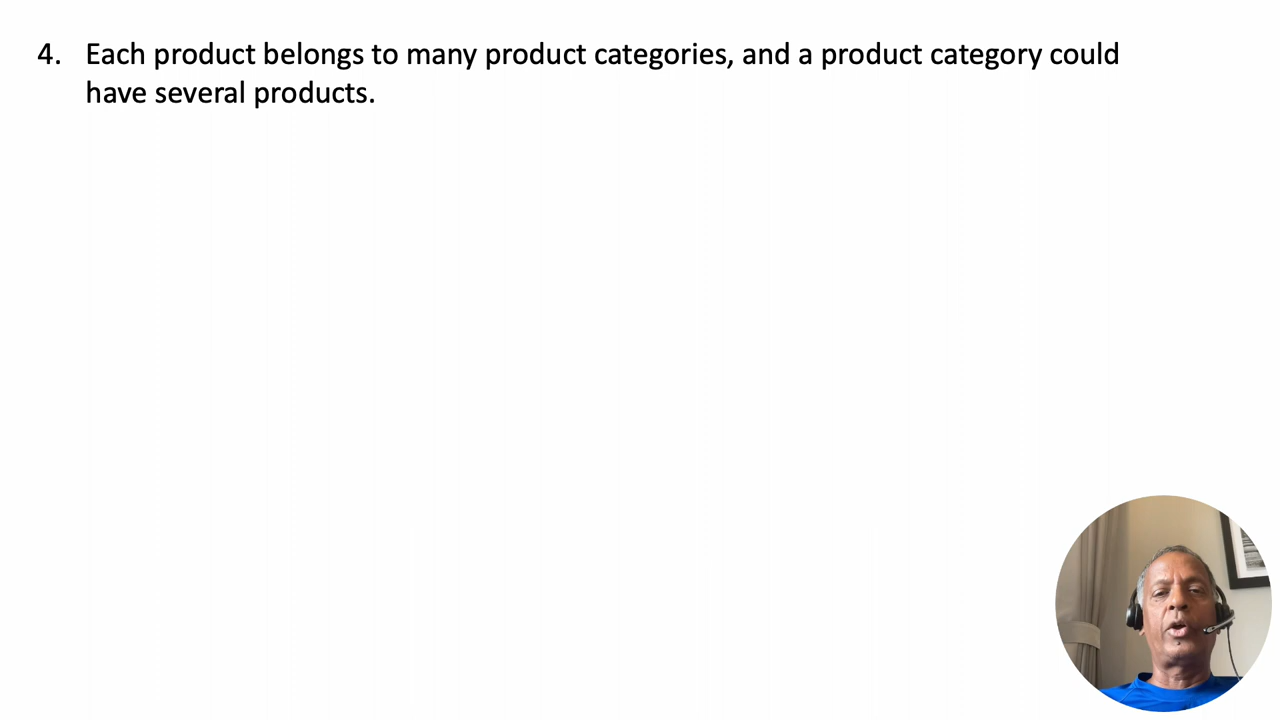 4. Each product belongs to many product categories, and a product category could
have several products.